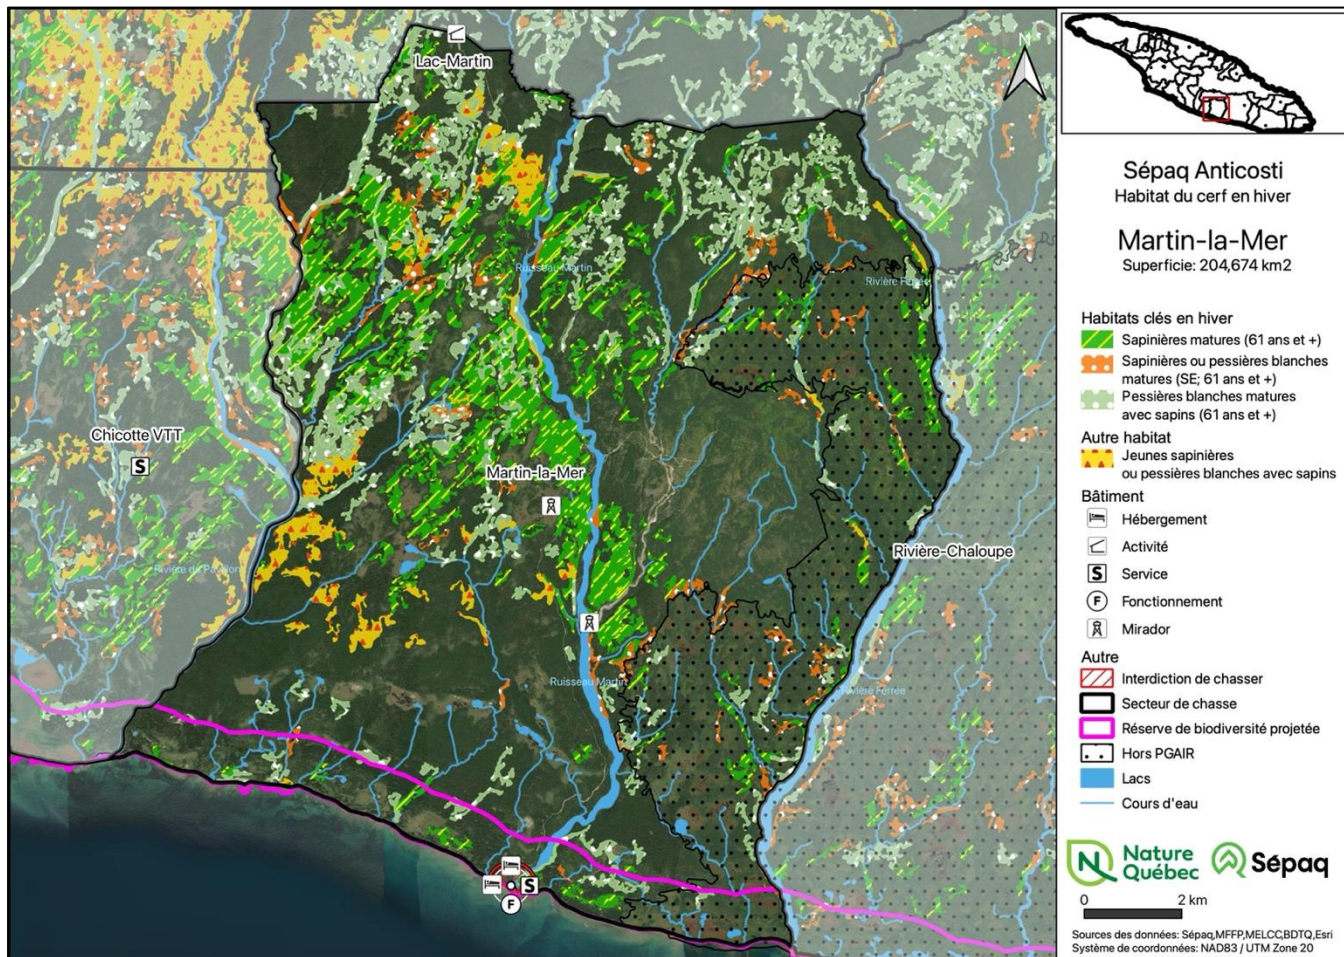 Lac-Martin
N
Ruisseau Martin
Chicotte VTT
S
Martin-la-Mer
Rivière-Chaloupe
Ruisseau Martin
Rivière Ferrée
S
F
Sépaq Anticosti
Habitat du cerf en hiver
Martin-la-Mer
Superficie: 204,674 km2
Habitats clés en hiver
Sapinières matures (61 ans et +)
Sapinières ou pessières blanches
matures (SE; 61 ans et +)
Pessières blanches matures
avec sapins (61 ans et +)
Autre habitat
Jeunes sapinières
ou pessières blanches avec sapins
Bâtiment
Hébergement
Activité
S Service
F Fonctionnement
Mirador
Autre
Interdiction de chasser
Secteur de chasse
Réserve de biodiversité projetée
Hors PGAIR
Lacs
Cours d'eau
Nature
Québec
Sépaq
0 2 km
Sources des données: Sépaq,MFFP,MELCC,BDTQ,Esri
Système de coordonnées: NAD83 / UTM Zone 20